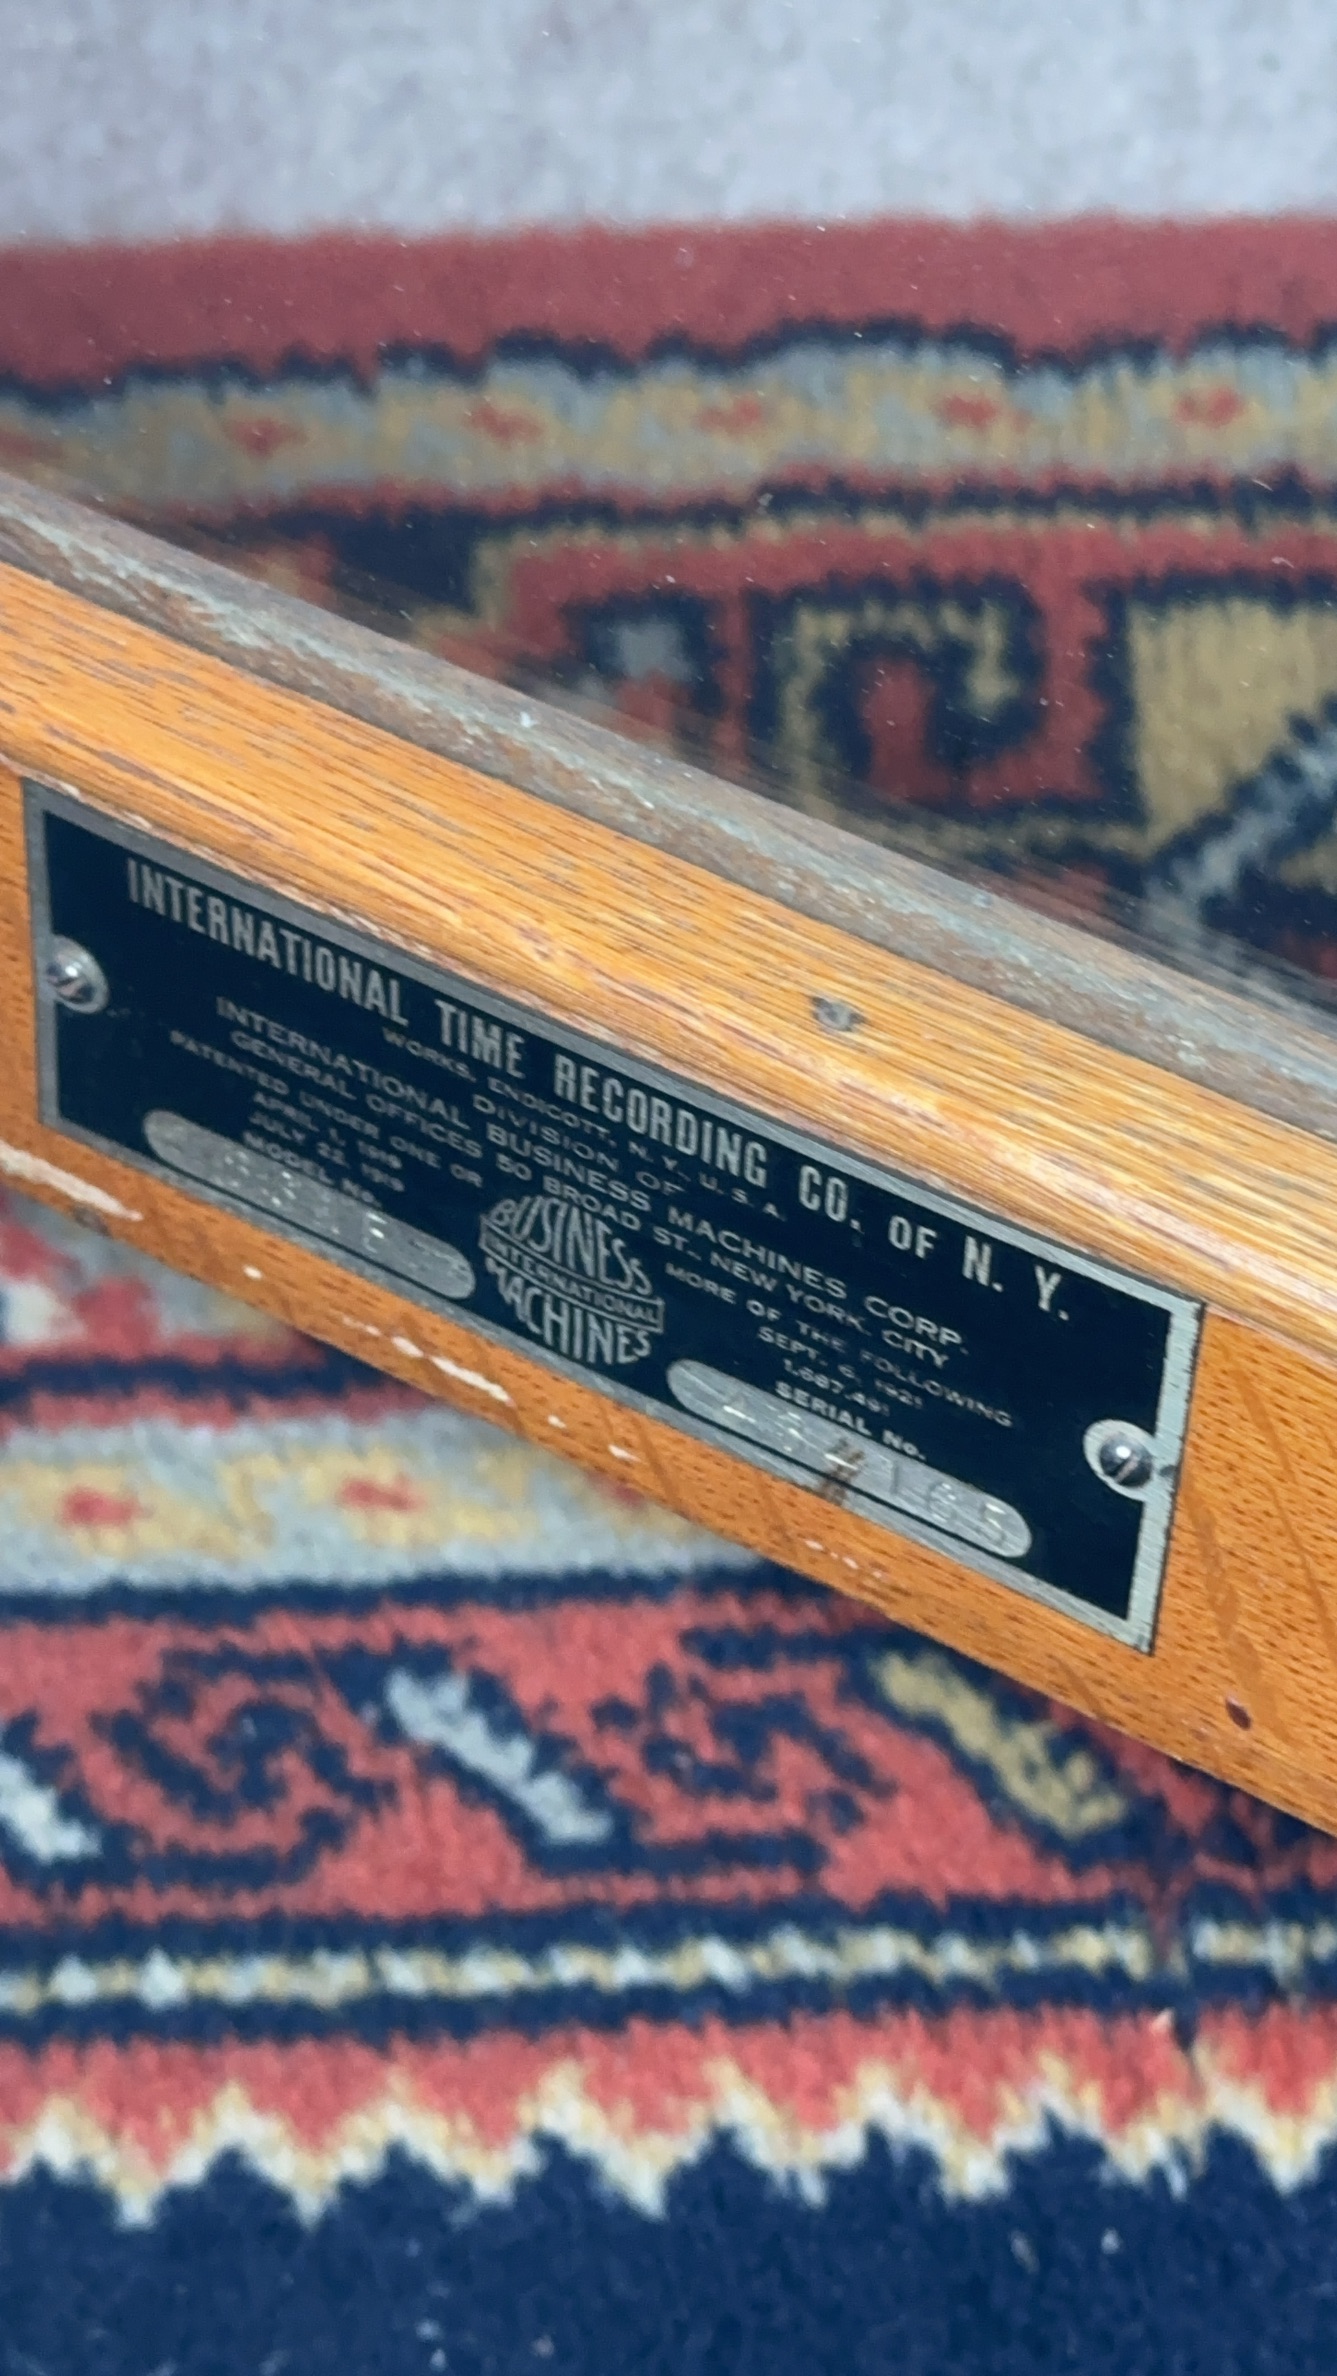 INTERNATIONAL TIME RECORDING CO. OF N. Y.
WORKS, ENDICOTT, N. Y., U. S. A.
DIVISION OF
INTERNATIONAL BUSINESS MACHINES CORP.
GENERAL OFFICES 50 BROAD ST., NEW YORK CITY
PATENTED UNDER ONE OR MORE OF THE FOLLOWING
APRIL 1, 1919 SEPT. 6, 1921
JULY 22, 1919 1,687,491
MODEL No. SERIAL No.
BUSINESS
INTERNATIONAL
MACHINES